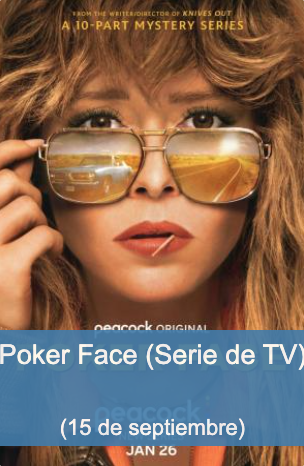 FROM THE WRITER/DIRECTOR OF KNIVES OUT
A 10-PART MYSTERY SERIES
peacock ORIGINAL
Poker Face (Serie de TV)
peacock
(15 de septiembre)
JAN 26